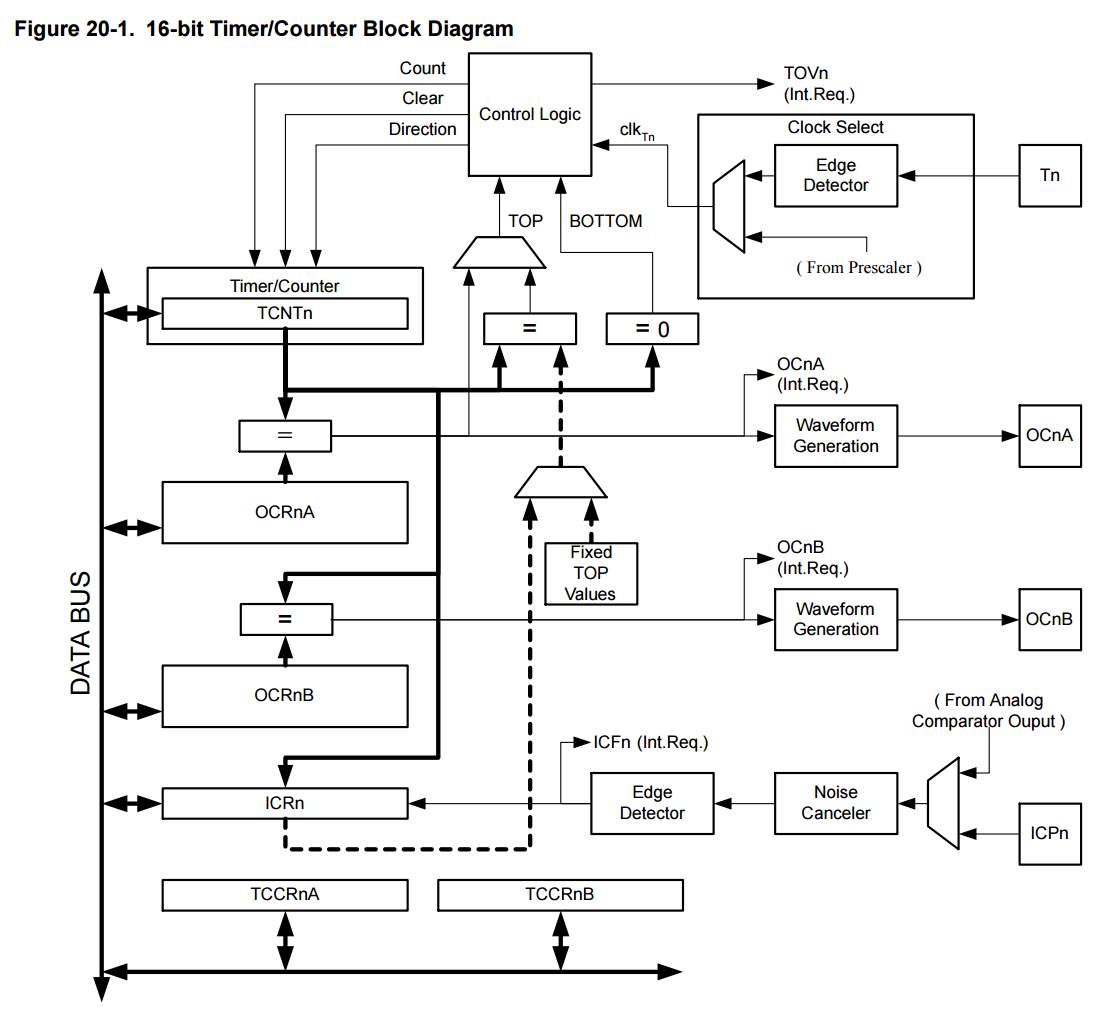 Figure 20-1. 16-bit Timer/Counter Block Diagram
Count
Clear
Direction
Control Logic
TOVn
(Int.Req.)
clkTn
Clock Select
Edge
Detector
Tn
( From Prescaler )
TOP
BOTTOM
Timer/Counter
TCNTn
=
= 0
OCnA
(Int.Req.)
=
Waveform
Generation
OCnA
OCRnA
Fixed
TOP
Values
OCnB
(Int.Req.)
=
Waveform
Generation
OCnB
DATA BUS
OCRnB
( From Analog
Comparator Ouput )
ICFn (Int.Req.)
ICRn
Edge
Detector
Noise
Canceler
ICPn
TCCRnA
TCCRnB